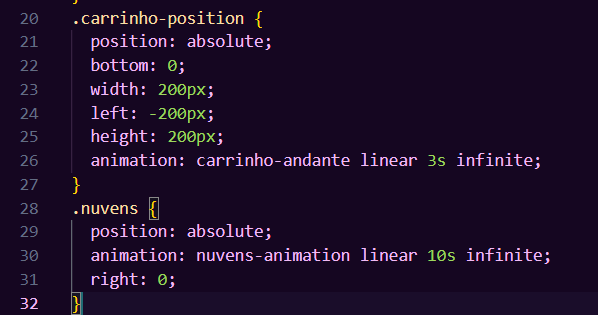 20 .carrinho-position {
21 position: absolute;
22 bottom: 0;
23 width: 200px;
24 left: -200px;
25 height: 200px;
26 animation: carrinho-andante linear 3s infinite;
27 }
28 .nuvens {
29 position: absolute;
30 animation: nuvens-animation linear 10s infinite;
31 right: 0;
32 }